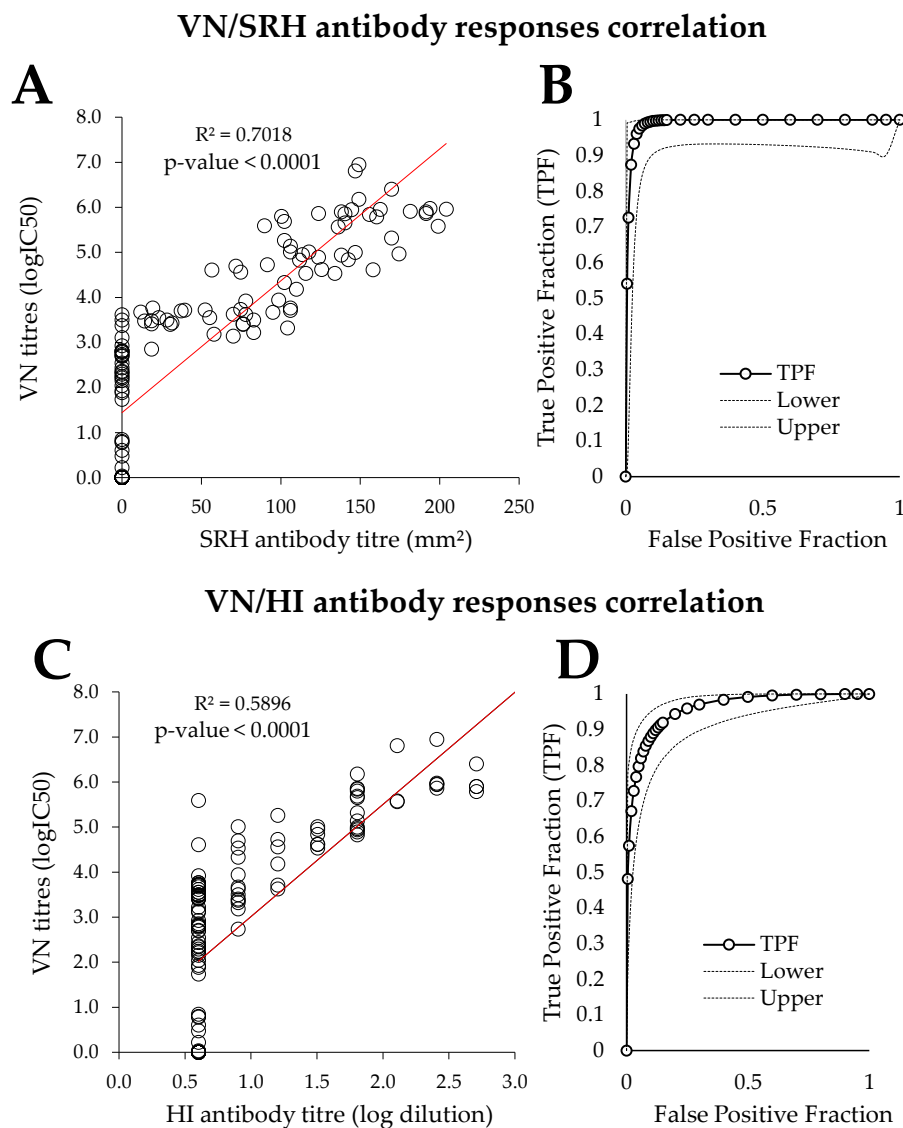 VN/SRH antibody responses correlation
A
R² = 0.7018
p-value < 0.0001
VN titres (logIC50)
8.0
7.0
6.0
5.0
4.0
3.0
2.0
1.0
0.0
0 50 100 150 200 250
SRH antibody titre (mm²)
B
True Positive Fraction (TPF)
1
0.9
0.8
0.7
0.6
0.5
0.4
0.3
0.2
0.1
0
TPF
Lower
Upper
0 0.5 1
False Positive Fraction
VN/HI antibody responses correlation
C
R² = 0.5896
p-value < 0.0001
VN titres (logIC50)
8.0
7.0
6.0
5.0
4.0
3.0
2.0
1.0
0.0
0.0 0.5 1.0 1.5 2.0 2.5 3.0
HI antibody titre (log dilution)
D
True Positive Fraction (TPF)
1
0.9
0.8
0.7
0.6
0.5
0.4
0.3
0.2
0.1
0
TPF
Lower
Upper
0 0.5 1
False Positive Fraction